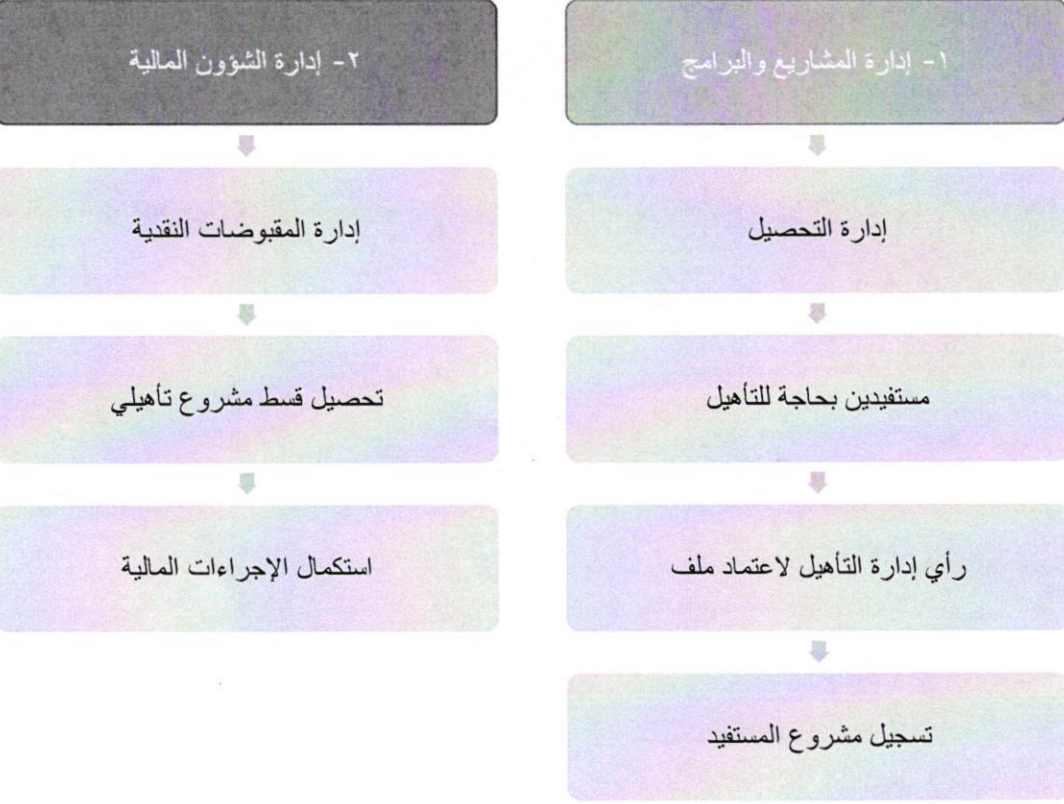 ١- إدارة المشاريع والبرامج
إدارة التحصيل
مستفيدين بحاجة للتأهيل
رأي إدارة التأهيل لاعتماد ملف
تسجيل مشروع المستفيد
٢- إدارة الشؤون المالية
إدارة المقبوضات النقدية
تحصيل قسط مشروع تأهيلي
استكمال الإجراءات المالية